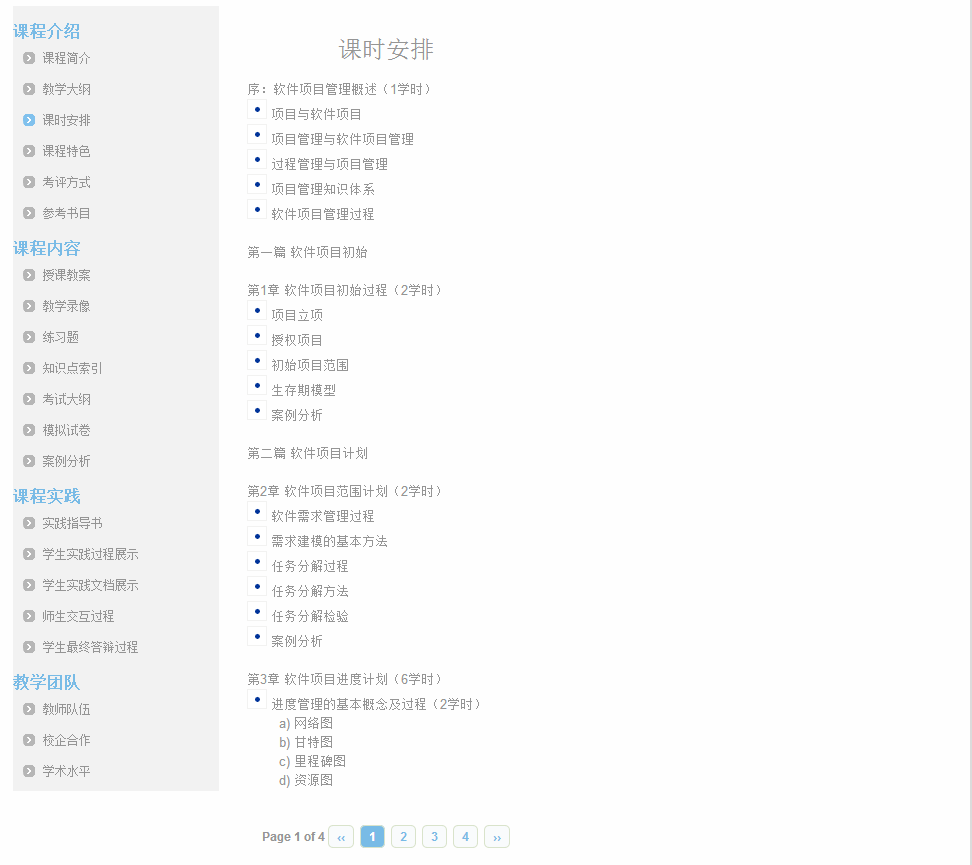 课程介绍
课程简介
教学大纲
课时安排
课程特色
考评方式
参考书目
课程内容
授课教案
教学录像
练习题
知识点索引
考试大纲
模拟试卷
案例分析
课程实践
实践指导书
学生实践过程展示
学生实践文档展示
师生交互过程
学生最终答辩过程
教学团队
教师队伍
校企合作
学术水平
课时安排
序：软件项目管理概述（1学时）
• 项目与软件项目
• 项目管理与软件项目管理
• 过程管理与项目管理
• 项目管理知识体系
• 软件项目管理过程
第一篇 软件项目初始
第1章 软件项目初始过程（2学时）
• 项目立项
• 授权项目
• 初始项目范围
• 生存期模型
• 案例分析
第二篇 软件项目计划
第2章 软件项目范围计划（2学时）
• 软件需求管理过程
• 需求建模的基本方法
• 任务分解过程
• 任务分解方法
• 任务分解检验
• 案例分析
第3章 软件项目进度计划（6学时）
• 进度管理的基本概念及过程（2学时）
a) 网络图
b) 甘特图
c) 里程碑图
d) 资源图
Page 1 of 4 ‹‹ 1 2 3 4 ››